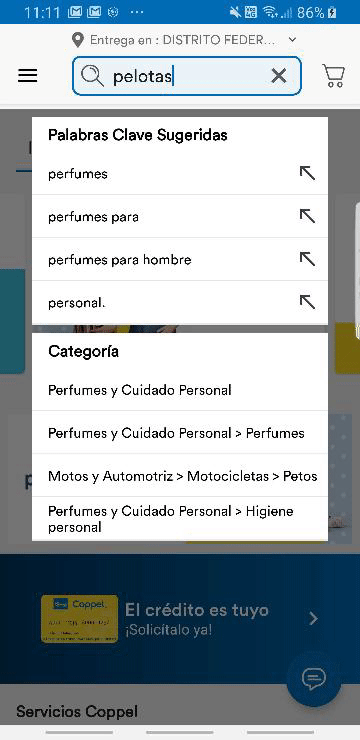 11:11 ... 86%
Entrega en : DISTRITO FEDER...
pelotas
Palabras Clave Sugeridas
perfumes
perfumes para
perfumes para hombre
personal.
Categoría
Perfumes y Cuidado Personal
Perfumes y Cuidado Personal > Perfumes
Motos y Automotriz > Motocicletas > Petos
Perfumes y Cuidado Personal > Higiene
personal
Coppel.
El crédito es tuyo
¡Solicítalo ya!
Servicios Coppel